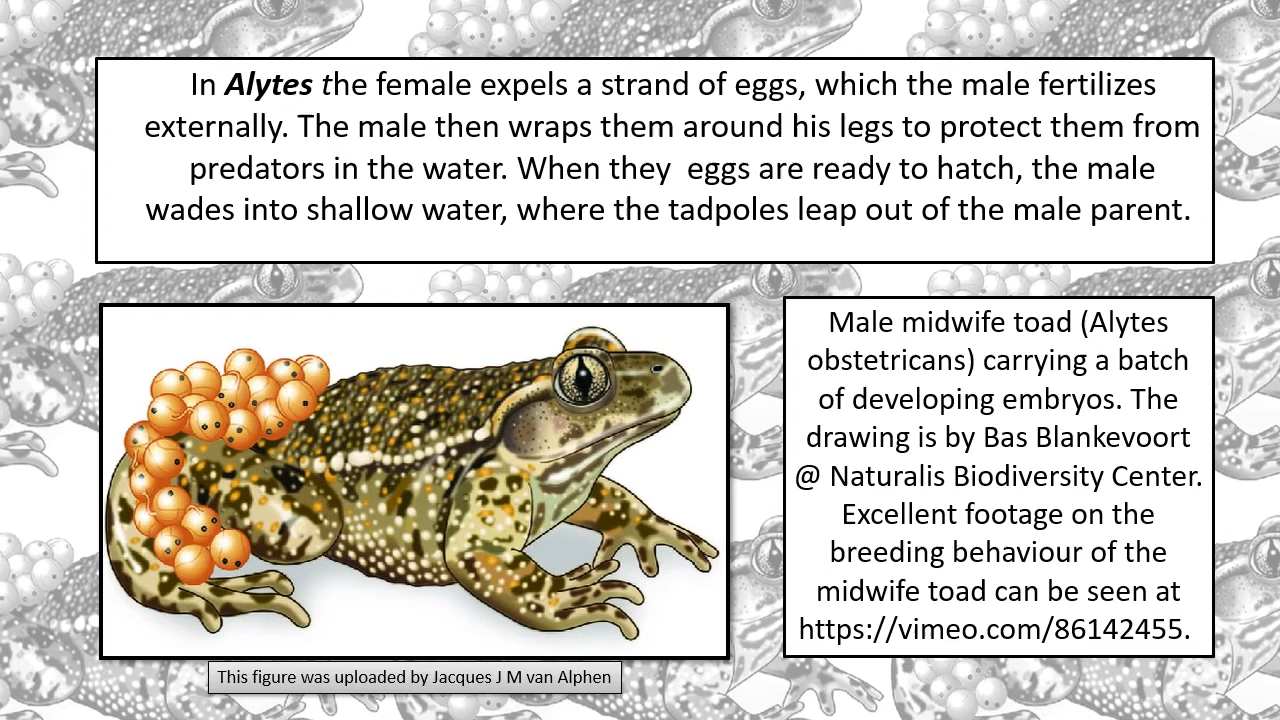 In Alytes the female expels a strand of eggs, which the male fertilizes
externally. The male then wraps them around his legs to protect them from
predators in the water. When they  eggs are ready to hatch, the male
wades into shallow water, where the tadpoles leap out of the male parent.
Male midwife toad (Alytes
obstetricans) carrying a batch
of developing embryos. The
drawing is by Bas Blankevoort
@ Naturalis Biodiversity Center.
Excellent footage on the
breeding behaviour of the
midwife toad can be seen at
https://vimeo.com/86142455.
This figure was uploaded by Jacques J M van Alphen